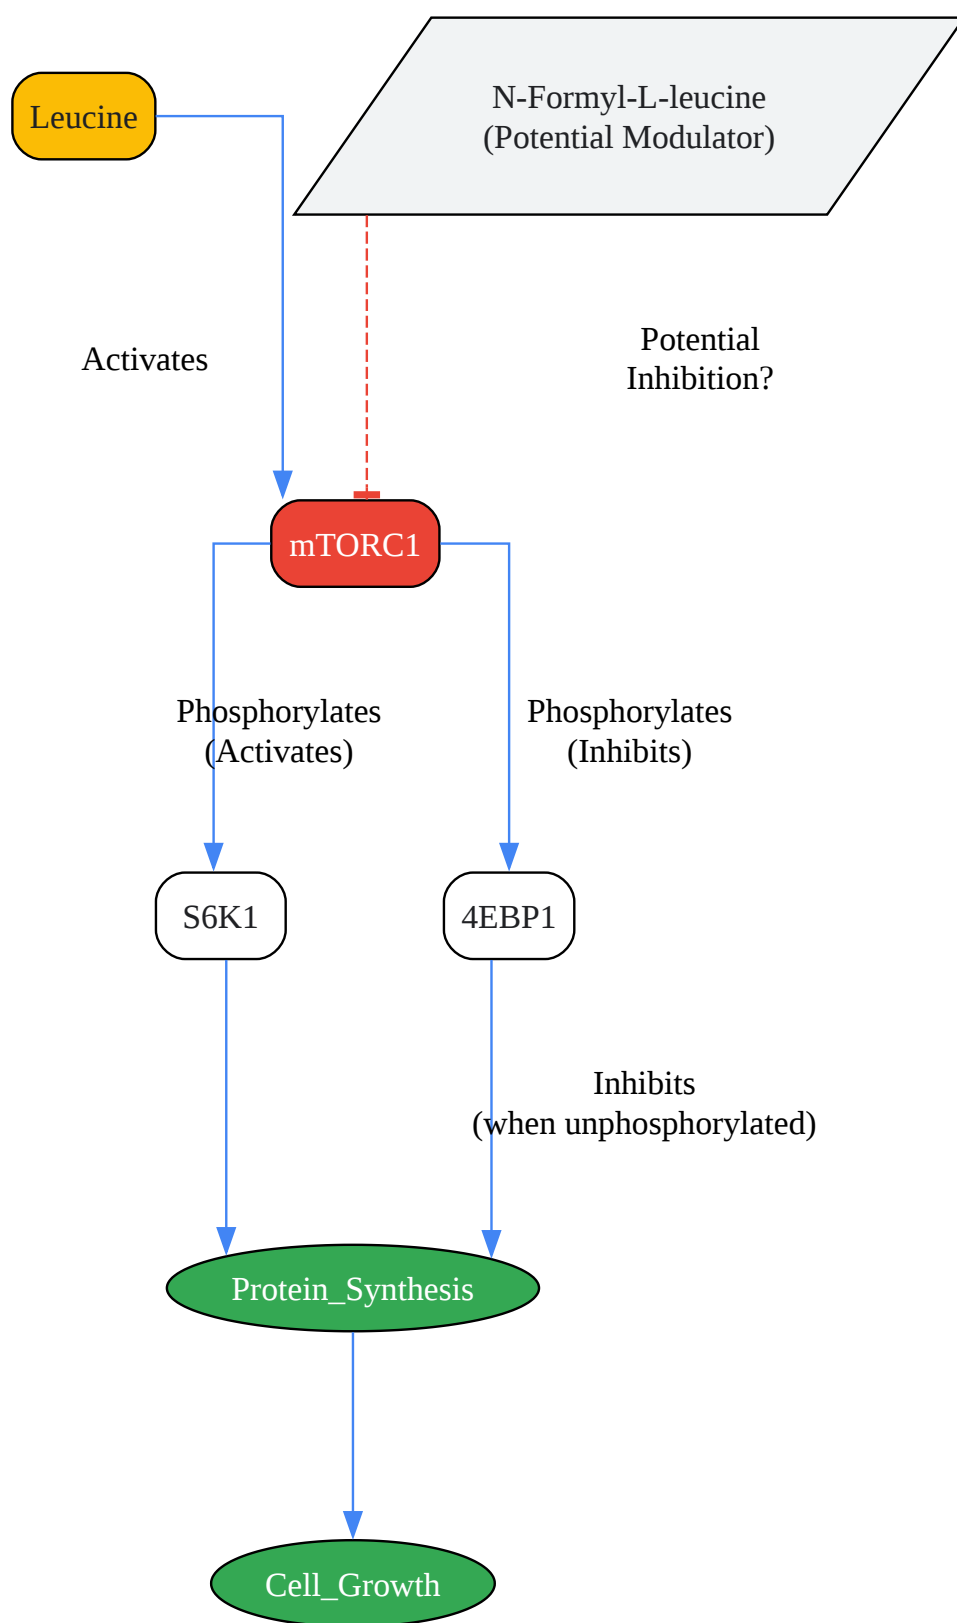 N-Formyl-L-leucine
(Potential Modulator)
Leucine
Activates
Potential
Inhibition?
mTORC1
Phosphorylates
(Activates)
Phosphorylates
(Inhibits)
S6K1
4EBP1
Inhibits
(when unphosphorylated)
Protein_Synthesis
Cell_Growth